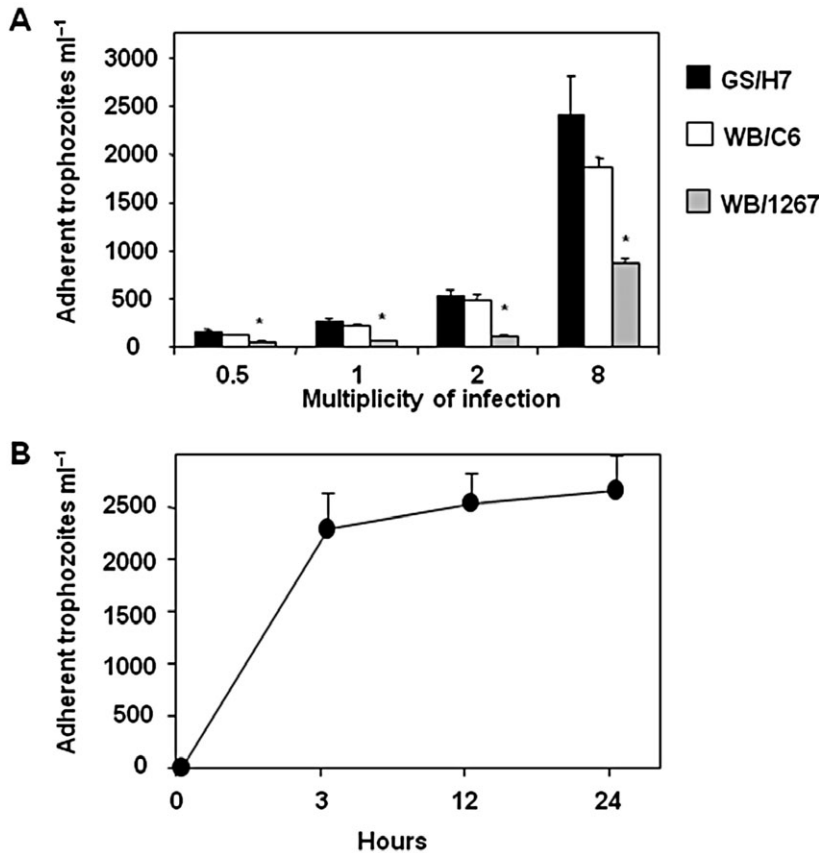 A
Adherent trophozoites ml⁻¹
3000
2500
2000
1500
1000
500
0
* * * *
0.5 1 2 8
Multiplicity of infection
GS/H7
WB/C6
WB/1267
B
Adherent trophozoites ml⁻¹
2500
2000
1500
1000
500
0
0 3 12 24
Hours